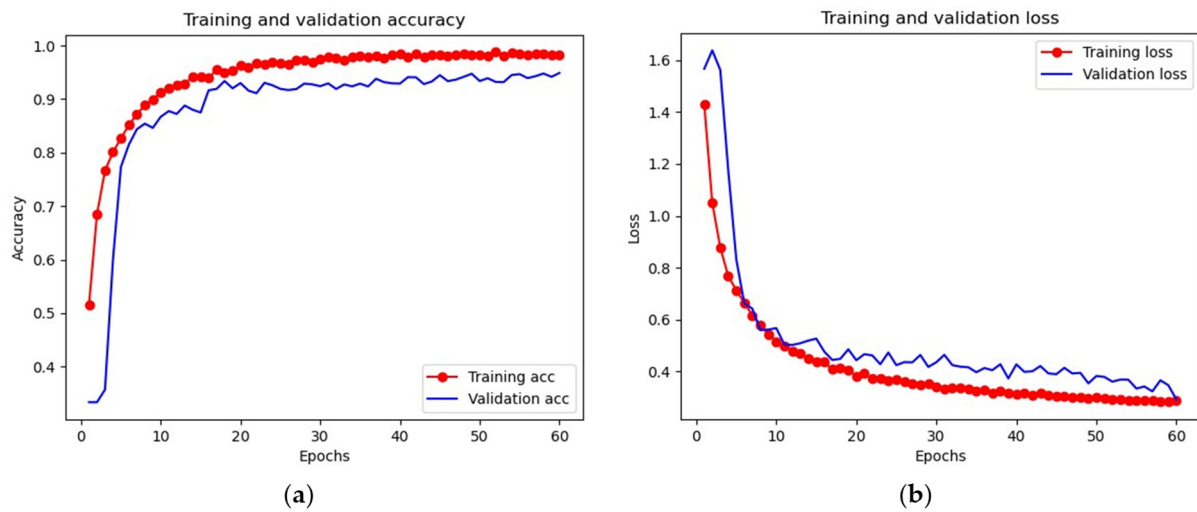 Training and validation accuracy
1.0
0.9
0.8
0.7
0.6
0.5
0.4
Accuracy
Training acc
Validation acc
0 10 20 30 40 50 60
Epochs
(a)
Training and validation loss
1.6
1.4
1.2
1.0
0.8
0.6
0.4
Loss
Training loss
Validation loss
0 10 20 30 40 50 60
Epochs
(b)